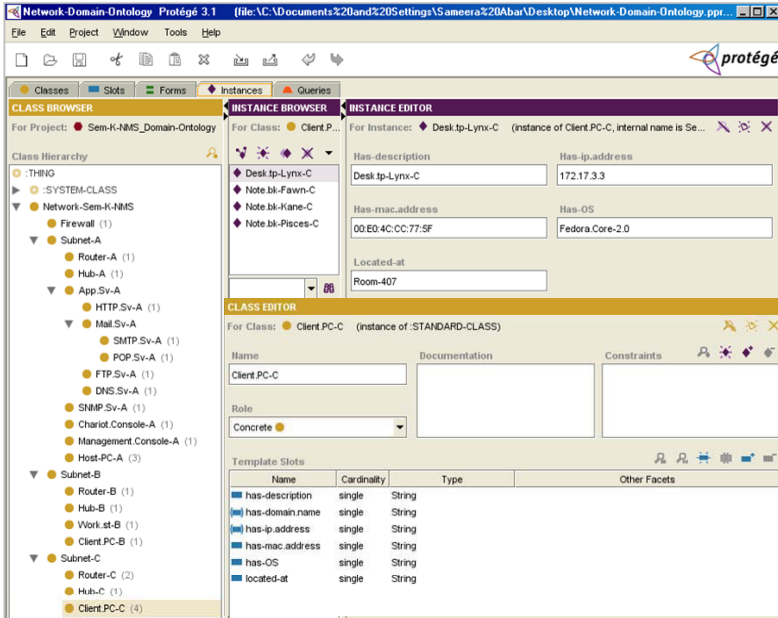 Network-Domain-Ontology Protégé 3.1 (file:\C:\Documents%20and%20Settings\Sameera%20Abar\Desktop\Network-Domain-Ontology.ppr...
File Edit Project Window Tools Help
protégé
Classes Slots Forms Instances Queries
CLASS BROWSER
For Project: Sem-K-NMS_Domain-Ontology
Class Hierarchy
:THING
:SYSTEM-CLASS
Network-Sem-K-NMS
Firewall (1)
Subnet-A
Router-A (1)
Hub-A (1)
App.Sv-A
HTTP.Sv-A (1)
Mail.Sv-A
SMTP.Sv-A (1)
POP.Sv-A (1)
FTP.Sv-A (1)
DNS.Sv-A (1)
SNMP.Sv-A (1)
Chariot.Console-A (1)
Management.Console-A (1)
Host-PC-A (3)
Subnet-B
Router-B (1)
Hub-B (1)
Work.st-B (1)
Client.PC-B (1)
Subnet-C
Router-C (2)
Hub-C (1)
Client.PC-C (4)
INSTANCE BROWSER
For Class: Client.P...
Desk.tp-Lynx-C
Note.bk-Fawn-C
Note.bk-Kane-C
Note.bk-Pisces-C
INSTANCE EDITOR
For Instance: Desk.tp-Lynx-C (instance of Client.PC-C, internal name is Se...
Has-description Has-ip.address
Desk.tp-Lynx-C 172.17.3.3
Has-mac.address Has-OS
00:E0:4C:CC:77:5F Fedora.Core-2.0
Located-at
Room-407
CLASS EDITOR
For Class: Client.PC-C (instance of :STANDARD-CLASS)
Name Documentation Constraints
Client.PC-C
Role
Concrete
Template Slots
Name Cardinality Type Other Facets
has-description single String
has-domain.name single String
has-ip.address single String
has-mac.address single String
has-OS single String
located-at single String